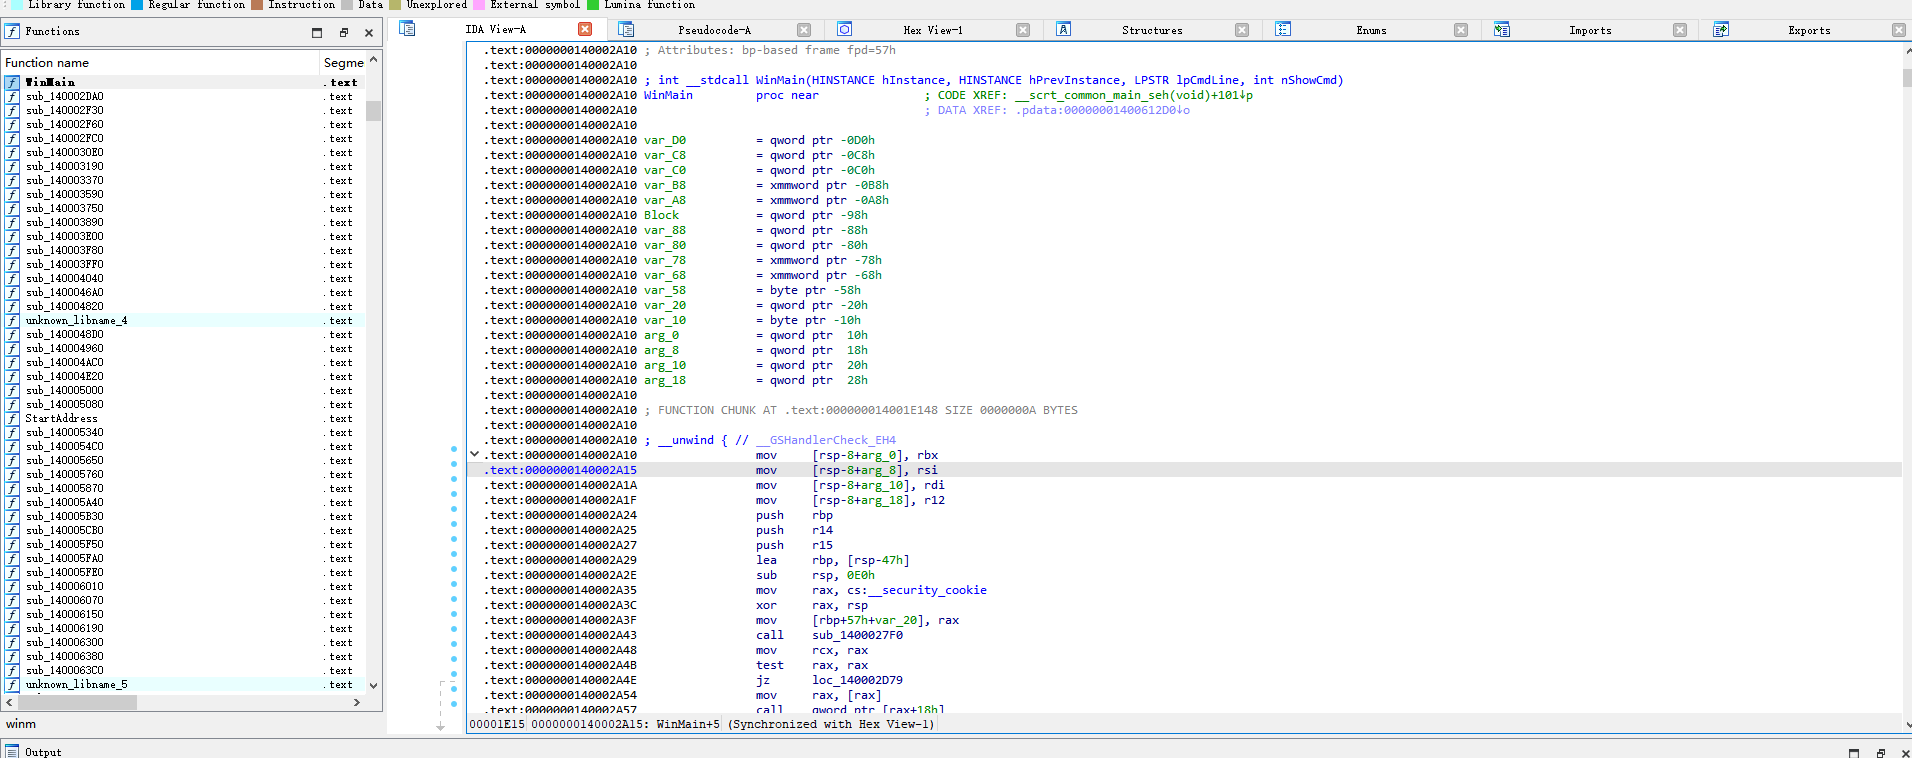 Library function Regular function Instruction Data Unexplored External symbol Lumina function
Functions
Function name Segme
WinMain .text
sub_140002DA0 .text
sub_140002F30 .text
sub_140002F60 .text
sub_140002FC0 .text
sub_1400030E0 .text
sub_140003190 .text
sub_140003370 .text
sub_140003590 .text
sub_140003750 .text
sub_140003890 .text
sub_140003E00 .text
sub_140003F80 .text
sub_140003FF0 .text
sub_140004040 .text
sub_1400046A0 .text
sub_140004820 .text
unknown_libname_4 .text
sub_1400048D0 .text
sub_140004960 .text
sub_140004AC0 .text
sub_140004E20 .text
sub_140005000 .text
sub_140005080 .text
StartAddress .text
sub_140005340 .text
sub_1400054C0 .text
sub_140005650 .text
sub_140005760 .text
sub_140005870 .text
sub_140005A40 .text
sub_140005B30 .text
sub_140005CB0 .text
sub_140005F50 .text
sub_140005FA0 .text
sub_140005FE0 .text
sub_140006010 .text
sub_140006070 .text
sub_140006150 .text
sub_140006190 .text
sub_140006300 .text
sub_140006380 .text
sub_1400063C0 .text
unknown_libname_5 .text
winm
IDA View-A Pseudocode-A Hex View-1 Structures Enums Imports Exports
.text:0000000140002A10 ; Attributes: bp-based frame fpd=57h
.text:0000000140002A10
.text:0000000140002A10 ; int __stdcall WinMain(HINSTANCE hInstance, HINSTANCE hPrevInstance, LPSTR lpCmdLine, int nShowCmd)
.text:0000000140002A10 WinMain proc near ; CODE XREF: __scrt_common_main_seh(void)+101↓p
.text:0000000140002A10 ; DATA XREF: .pdata:00000001400612D0↓o
.text:0000000140002A10
.text:0000000140002A10 var_D0 = qword ptr -0D0h
.text:0000000140002A10 var_C8 = qword ptr -0C8h
.text:0000000140002A10 var_C0 = qword ptr -0C0h
.text:0000000140002A10 var_B8 = xmmword ptr -0B8h
.text:0000000140002A10 var_A8 = xmmword ptr -0A8h
.text:0000000140002A10 Block = qword ptr -98h
.text:0000000140002A10 var_88 = qword ptr -88h
.text:0000000140002A10 var_80 = qword ptr -80h
.text:0000000140002A10 var_78 = xmmword ptr -78h
.text:0000000140002A10 var_68 = xmmword ptr -68h
.text:0000000140002A10 var_58 = byte ptr -58h
.text:0000000140002A10 var_20 = qword ptr -20h
.text:0000000140002A10 var_10 = byte ptr -10h
.text:0000000140002A10 arg_0 = qword ptr 10h
.text:0000000140002A10 arg_8 = qword ptr 18h
.text:0000000140002A10 arg_10 = qword ptr 20h
.text:0000000140002A10 arg_18 = qword ptr 28h
.text:0000000140002A10
.text:0000000140002A10 ; FUNCTION CHUNK AT .text:000000014001E148 SIZE 0000000A BYTES
.text:0000000140002A10
.text:0000000140002A10 ; __unwind { // __GSHandlerCheck_EH4
.text:0000000140002A10 mov [rsp-8+arg_0], rbx
.text:0000000140002A15 mov [rsp-8+arg_8], rsi
.text:0000000140002A1A mov [rsp-8+arg_10], rdi
.text:0000000140002A1F mov [rsp-8+arg_18], r12
.text:0000000140002A24 push rbp
.text:0000000140002A25 push r14
.text:0000000140002A27 push r15
.text:0000000140002A29 lea rbp, [rsp-47h]
.text:0000000140002A2E sub rsp, 0E0h
.text:0000000140002A35 mov rax, cs:__security_cookie
.text:0000000140002A3C xor rax, rsp
.text:0000000140002A3F mov [rbp+57h+var_20], rax
.text:0000000140002A43 call sub_1400027F0
.text:0000000140002A48 mov rcx, rax
.text:0000000140002A4B test rax, rax
.text:0000000140002A4E jz loc_140002D79
.text:0000000140002A54 mov rax, [rax]
.text:0000000140002A57 call qword ptr [rax+18h]
00001E15 0000000140002A15: WinMain+5 (Synchronized with Hex View-1)
Output